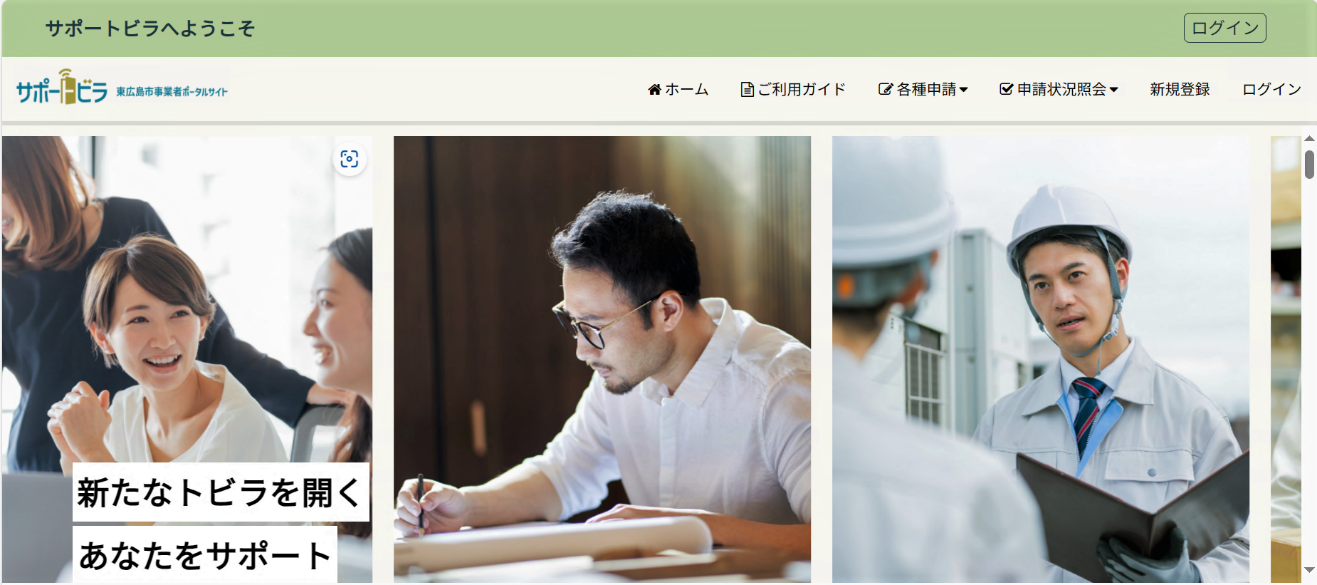 サポートビラへようこそ
ログイン
サポートビラ 東広島市事業者ポータルサイト
ホーム
ご利用ガイド
各種申請
申請状況照会
新規登録
ログイン
新たなトビラを開く
あなたをサポート